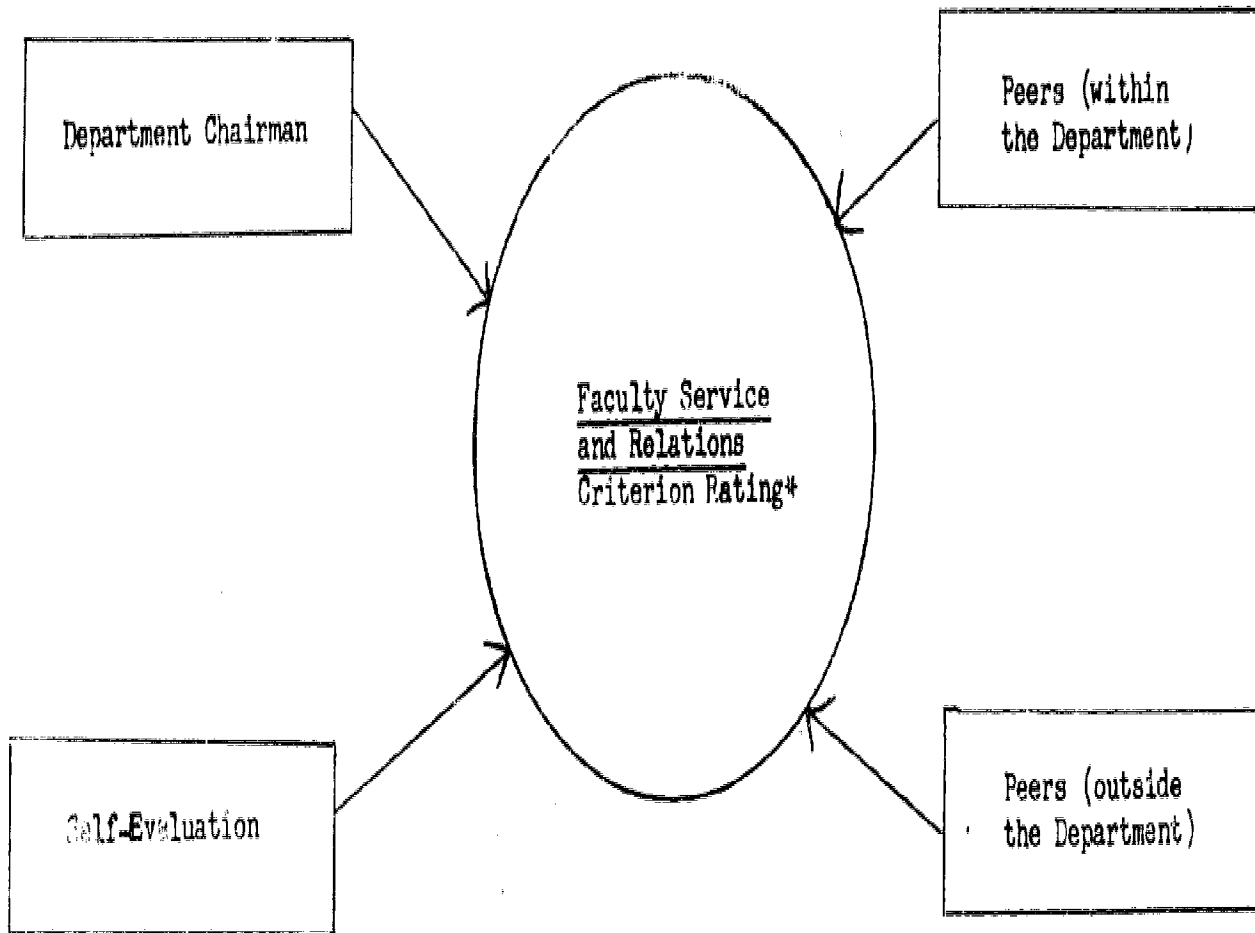 Department Chairman
Peers (within
the Department)
Faculty Service
and Relations
Criterion Rating*
Self-Evaluation
Peers (outside
the Department)